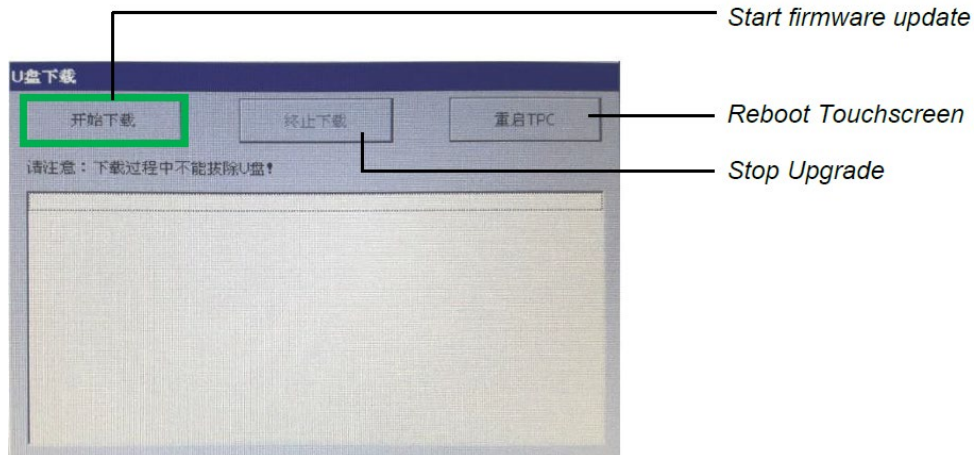 Start firmware update
U盘下载
开始下载
终止下载
重启TPC
Reboot Touchscreen
请注意：下载过程中不能拔除U盘！
Stop Upgrade